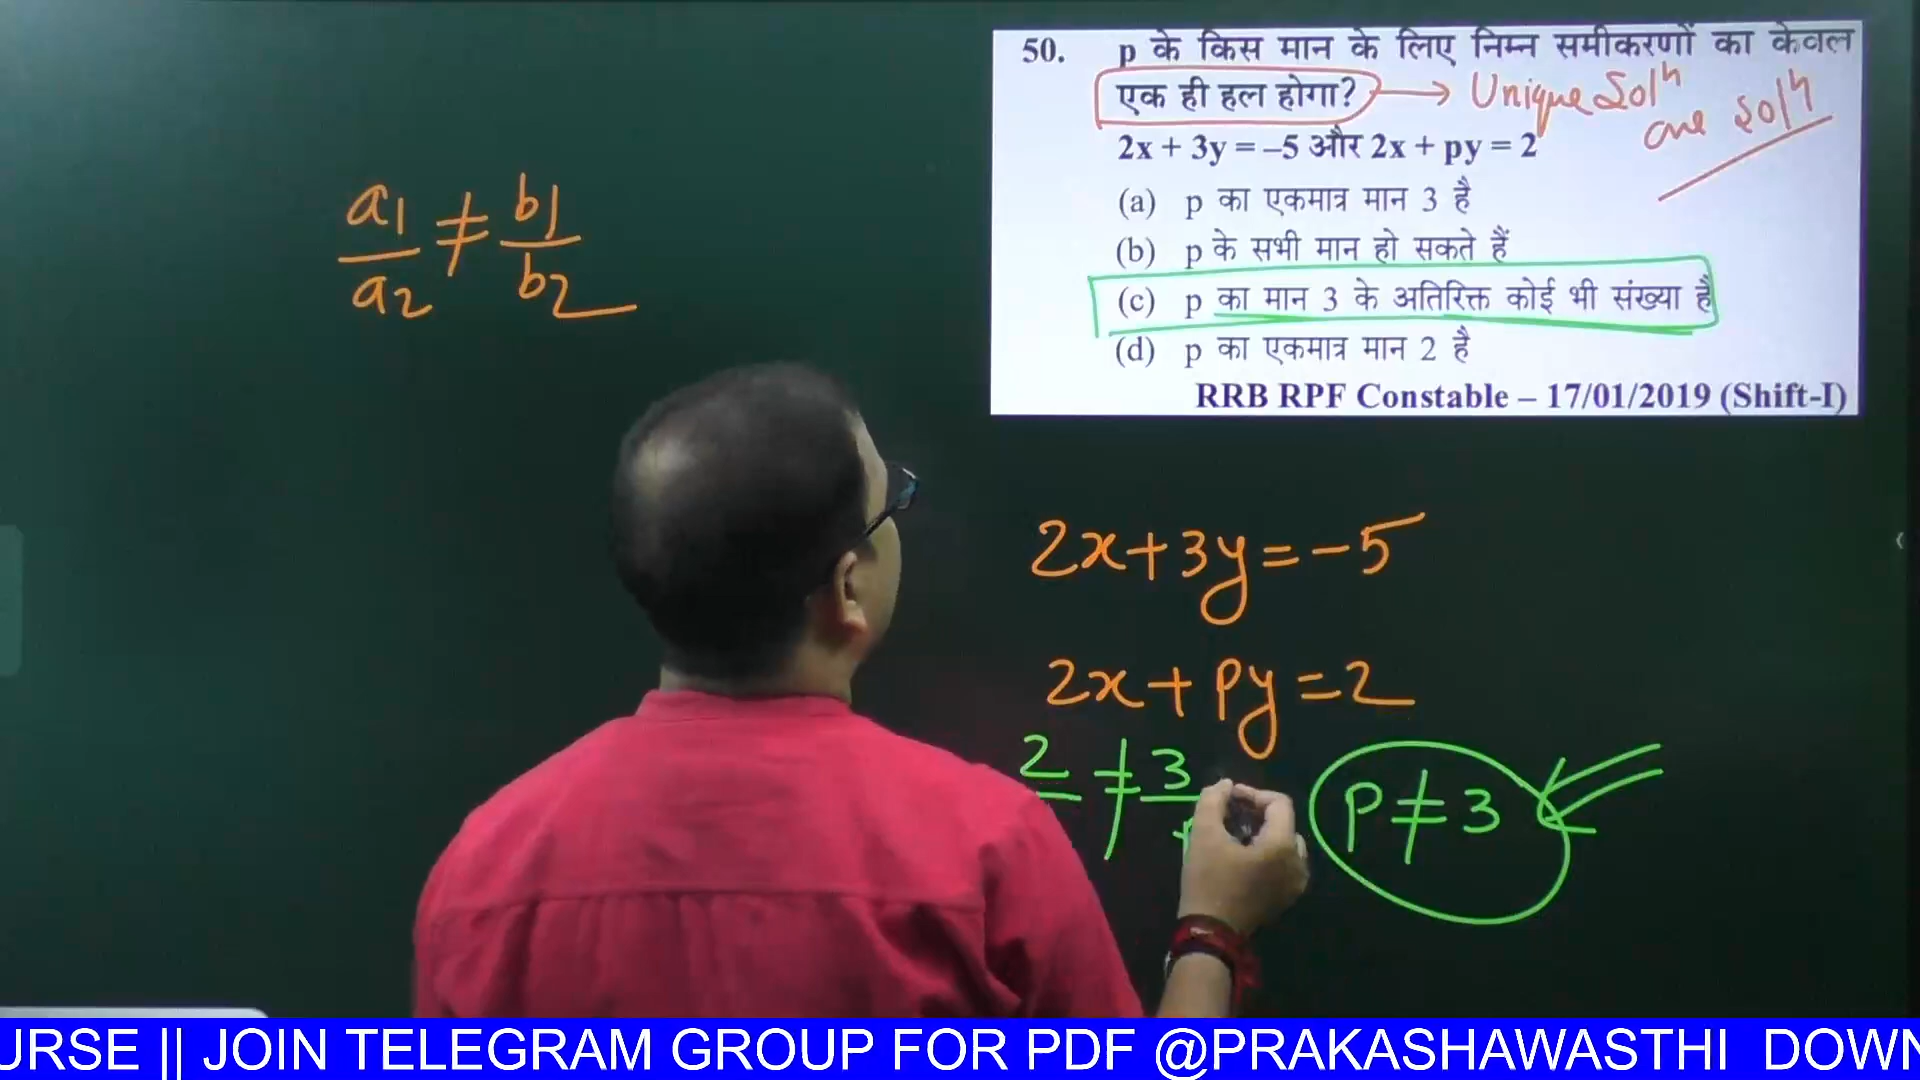 50. p के किस मान के लिए निम्न समीकरणों का केवल
एक ही हल होगा? → Unique Solⁿ
one solⁿ
2x + 3y = –5 और 2x + py = 2
(a) p का एकमात्र मान 3 है
(b) p के सभी मान हो सकते हैं
(c) p का मान 3 के अतिरिक्त कोई भी संख्या है
(d) p का एकमात्र मान 2 है
RRB RPF Constable – 17/01/2019 (Shift-I)
a1/a2 ≠ b1/b2
2x+3y=-5
2x+py=2
2 ≠ 3
p≠3
URSE || JOIN TELEGRAM GROUP FOR PDF @PRAKASHAWASTHI DOWN